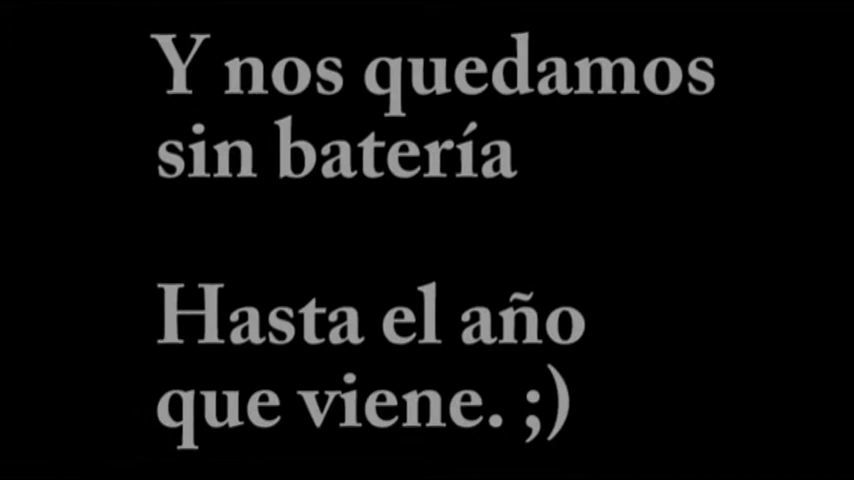 Y nos quedamos
sin batería
Hasta el año
que viene. ;)